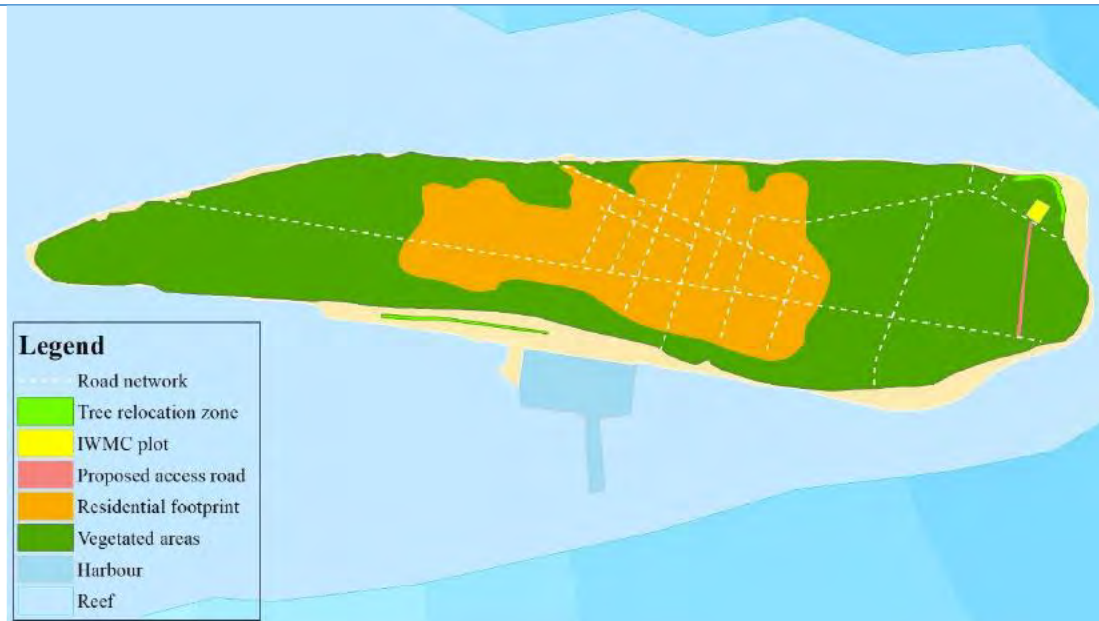 Legend
Road network
Tree relocation zone
IWMC plot
Proposed access road
Residential footprint
Vegetated areas
Harbour
Reef